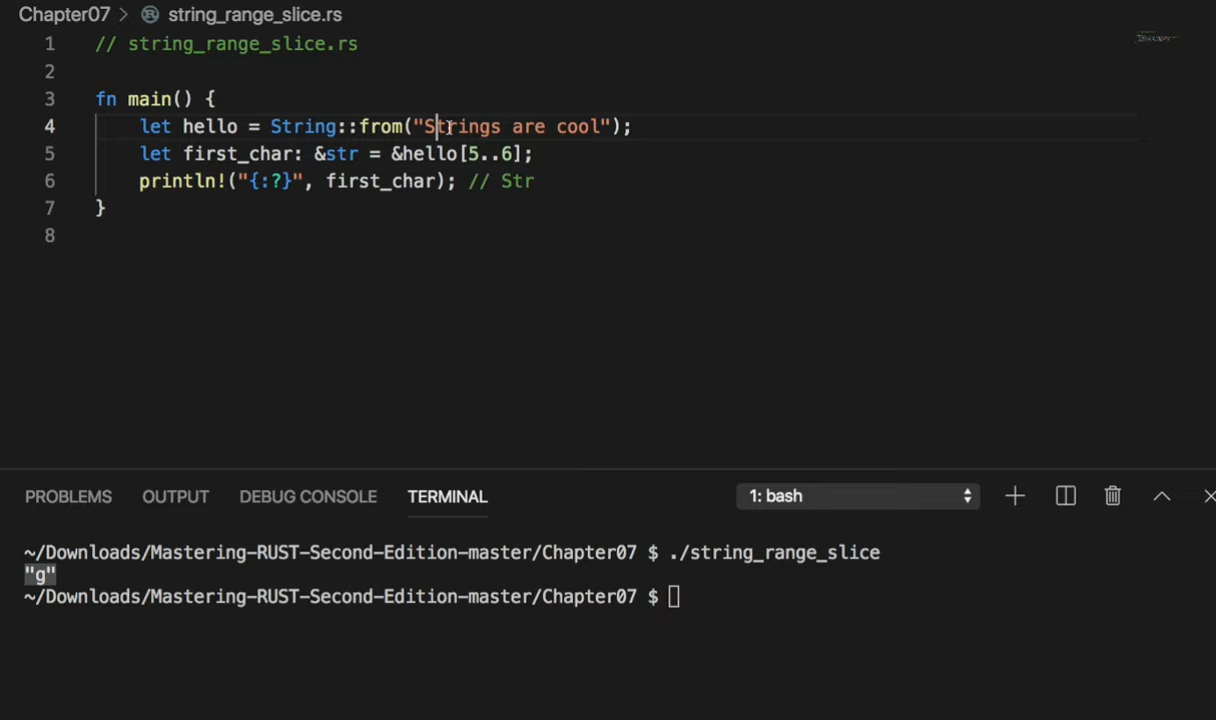 Chapter07 > string_range_slice.rs
1 // string_range_slice.rs
2
3 fn main() {
4     let hello = String::from("Strings are cool");
5     let first_char: &str = &hello[5..6];
6     println!("{:?}", first_char); // Str
7 }
8
PROBLEMS OUTPUT DEBUG CONSOLE TERMINAL 1: bash
~/Downloads/Mastering-RUST-Second-Edition-master/Chapter07 $ ./string_range_slice
"g"
~/Downloads/Mastering-RUST-Second-Edition-master/Chapter07 $